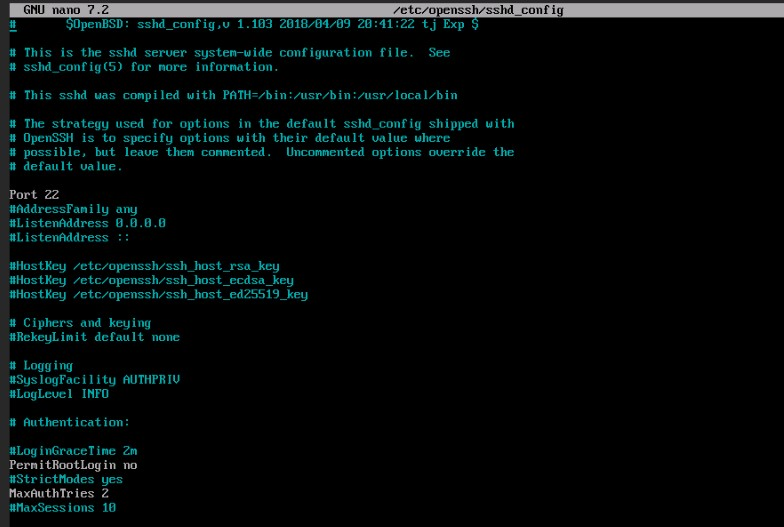 GNU nano 7.2 /etc/openssh/sshd_config
# $OpenBSD: sshd_config,v 1.103 2018/04/09 20:41:22 tj Exp $
# This is the sshd server system-wide configuration file. See
# sshd_config(5) for more information.
# This sshd was compiled with PATH=/bin:/usr/bin:/usr/local/bin
# The strategy used for options in the default sshd_config shipped with
# OpenSSH is to specify options with their default value where
# possible, but leave them commented. Uncommented options override the
# default value.
Port 22
#AddressFamily any
#ListenAddress 0.0.0.0
#ListenAddress ::
#HostKey /etc/openssh/ssh_host_rsa_key
#HostKey /etc/openssh/ssh_host_ecdsa_key
#HostKey /etc/openssh/ssh_host_ed25519_key
# Ciphers and keying
#RekeyLimit default none
# Logging
#SyslogFacility AUTHPRIV
#LogLevel INFO
# Authentication:
#LoginGraceTime 2m
PermitRootLogin no
#StrictModes yes
MaxAuthTries 2
#MaxSessions 10